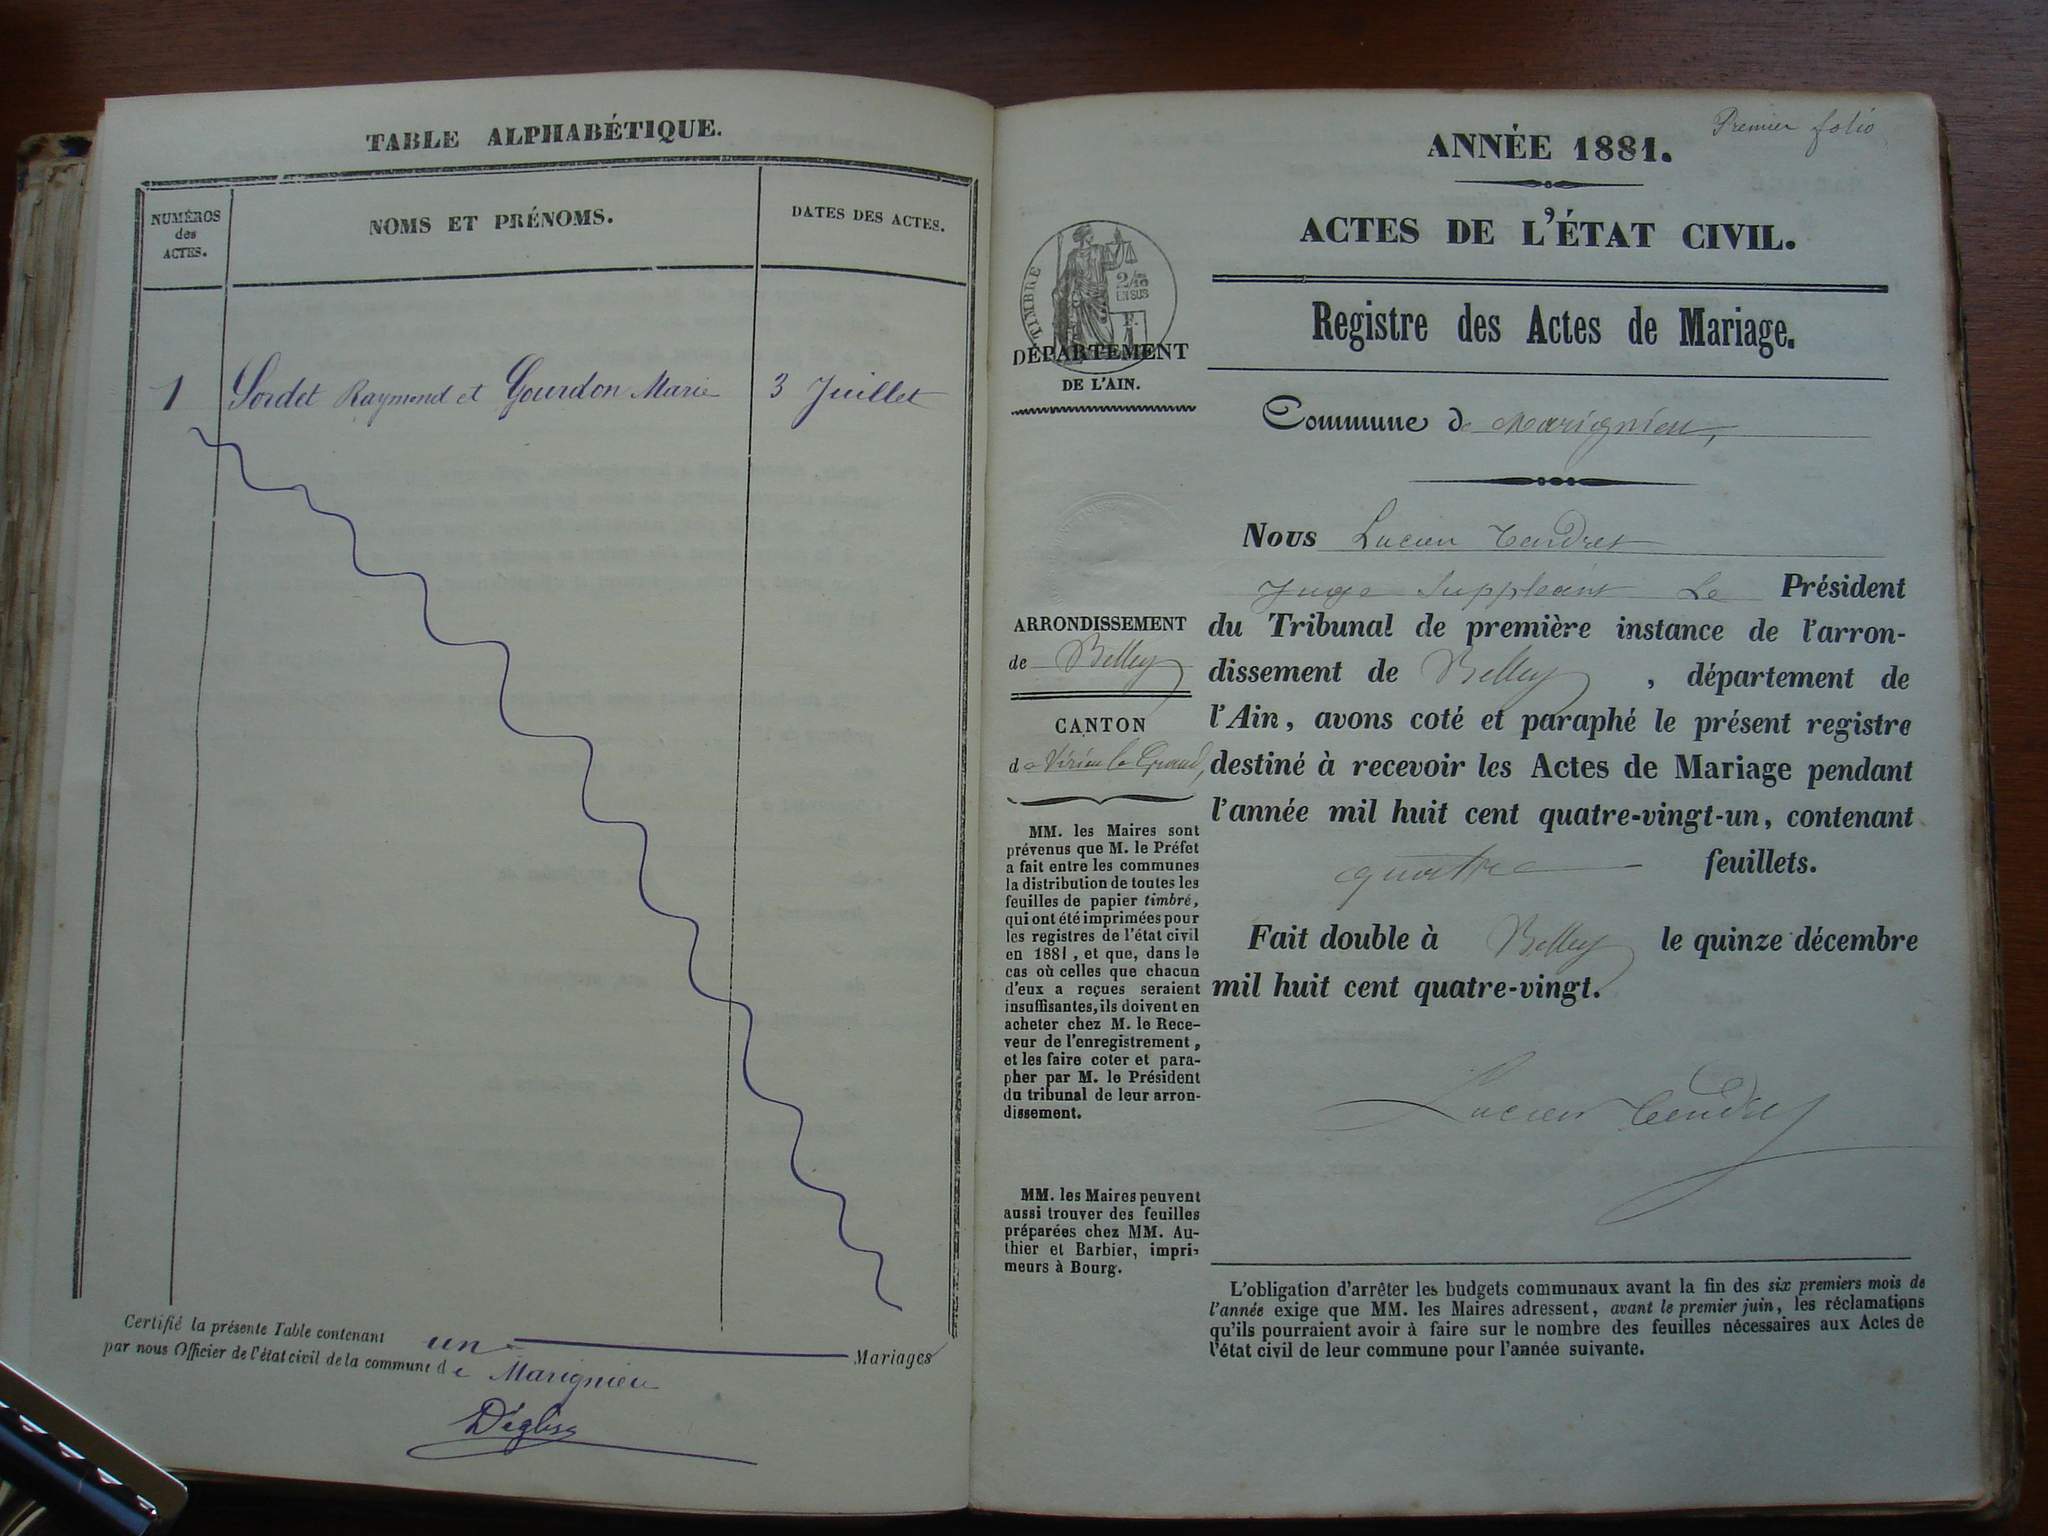 TABLE ALPHABÉTIQUE.
NUMÉROS
des
ACTES.
NOMS ET PRÉNOMS.
DATES DES ACTES.
1 Sordet Raymond et Gourdon Marie 3 Juillet
Certifié la présente Table contenant un Mariages
par nous Officier de l'état civil de la commune de Marignieu
Premier folio
ANNÉE 1881.
ACTES DE L'ÉTAT CIVIL.
Registre des Actes de Mariage.
TIMBRE
2/10
EN SUS
DÉPARTEMENT
DE L'AIN.
Commune de Marignieu,
ARRONDISSEMENT
de Belley
CANTON
de Virieu le Grand,
MM. les Maires sont
prévenus que M. le Préfet
a fait entre les communes
la distribution de toutes les
feuilles de papier timbré,
qui ont été imprimées pour
les registres de l'état civil
en 1881, et que, dans le
cas où celles que chacun
d'eux a reçues seraient
insuffisantes, ils doivent en
acheter chez M. le Rece-
veur de l'enregistrement,
et les faire coter et para-
pher par M. le Président
du tribunal de leur arron-
dissement.
MM. les Maires peuvent
aussi trouver des feuilles
préparées chez MM. Au-
thier et Barbier, impri-
meurs à Bourg.
Nous Lucien Tendret
Juge Suppléant Le Président
du Tribunal de première instance de l'arron-
dissement de Belley, département de
l'Ain, avons coté et paraphé le présent registre
destiné à recevoir les Actes de Mariage pendant
l'année mil huit cent quatre-vingt-un, contenant
quatre feuillets.
Fait double à Belley le quinze décembre
mil huit cent quatre-vingt.
Lucien Tendret
L'obligation d'arrêter les budgets communaux avant la fin des six premiers mois de
l'année exige que MM. les Maires adressent, avant le premier juin, les réclamations
qu'ils pourraient avoir à faire sur le nombre des feuilles nécessaires aux Actes de
l'état civil de leur commune pour l'année suivante.